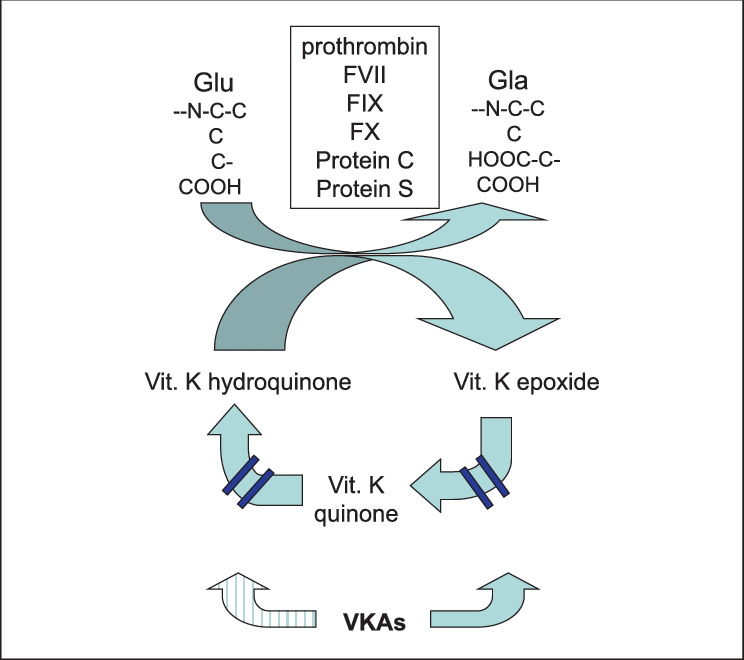 prothrombin
FVII
FIX
FX
Protein C
Protein S
Glu
--N-C-C
C
C-
COOH
Gla
--N-C-C
C
HOOC-C-
COOH
Vit. K hydroquinone
Vit. K epoxide
Vit. K
quinone
VKAs